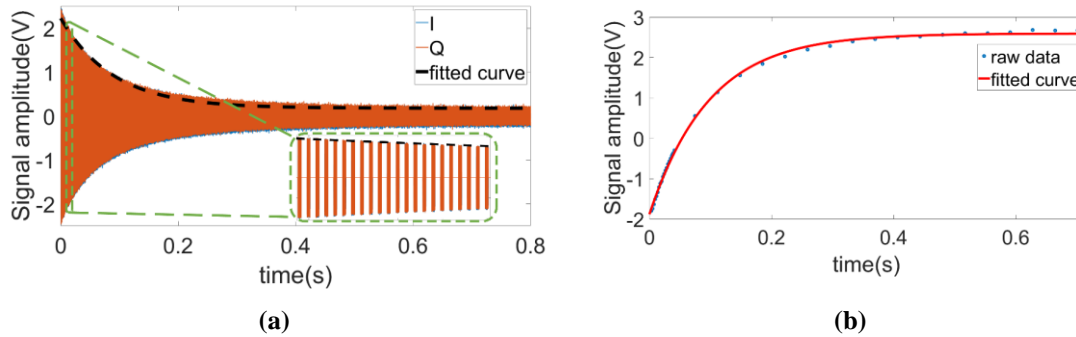 Signal amplitude(V)
2
1
0
-1
-2
I
Q
fitted curve
0
0.2
0.4
0.6
0.8
time(s)
(a)
Signal amplitude(V)
3
2
1
0
-1
-2
raw data
fitted curve
0
0.2
0.4
0.6
time(s)
(b)